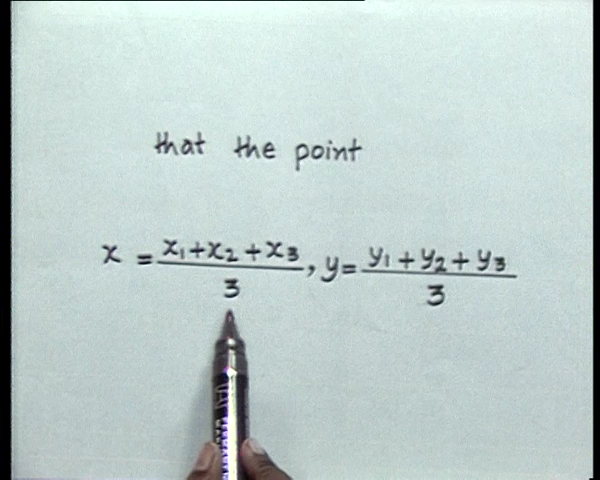 that the point
x = x₁+x₂+x₃/3, y = y₁+y₂+y₃/3